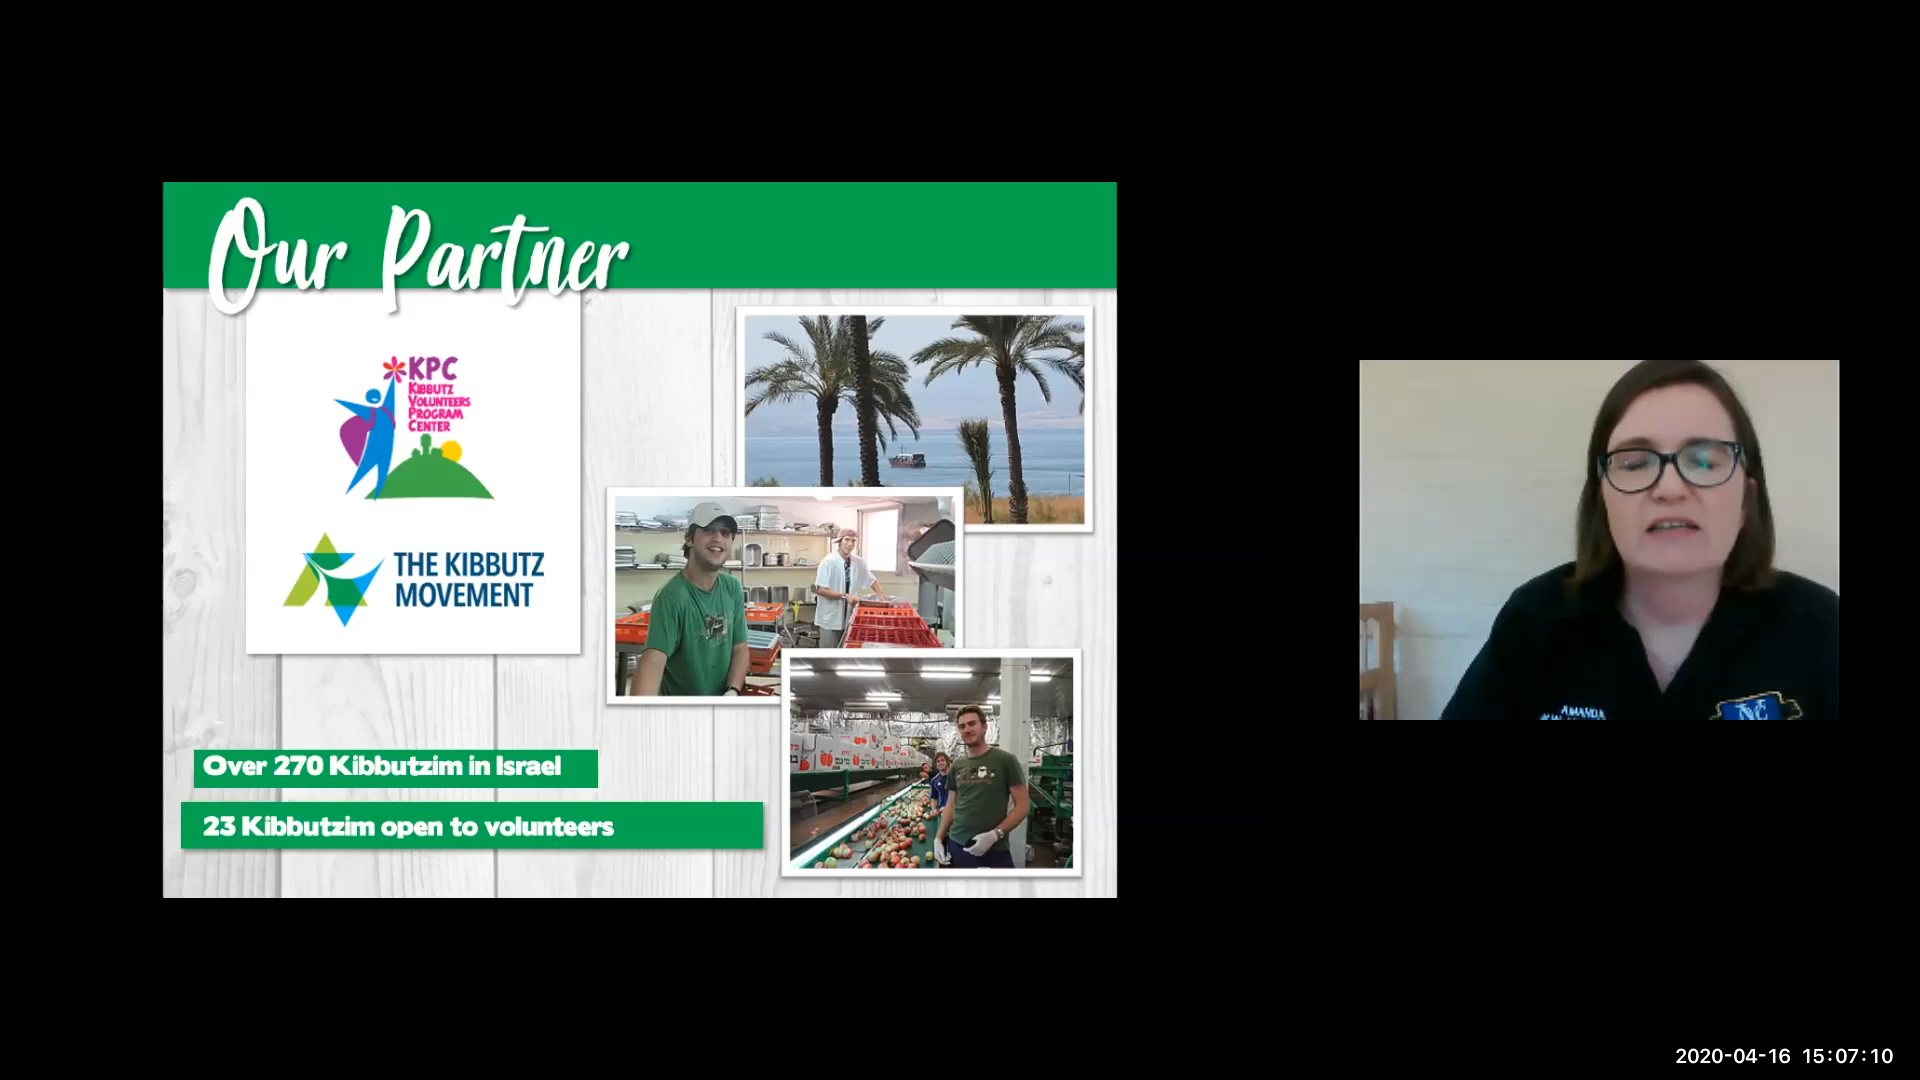 Our Partner
KPC
KIBBUTZ
VOLUNTEERS
PROGRAM
CENTER
THE KIBBUTZ
MOVEMENT
Over 270 Kibbutzim in Israel
23 Kibbutzim open to volunteers
AMANDA
2020-04-16 15:07:10